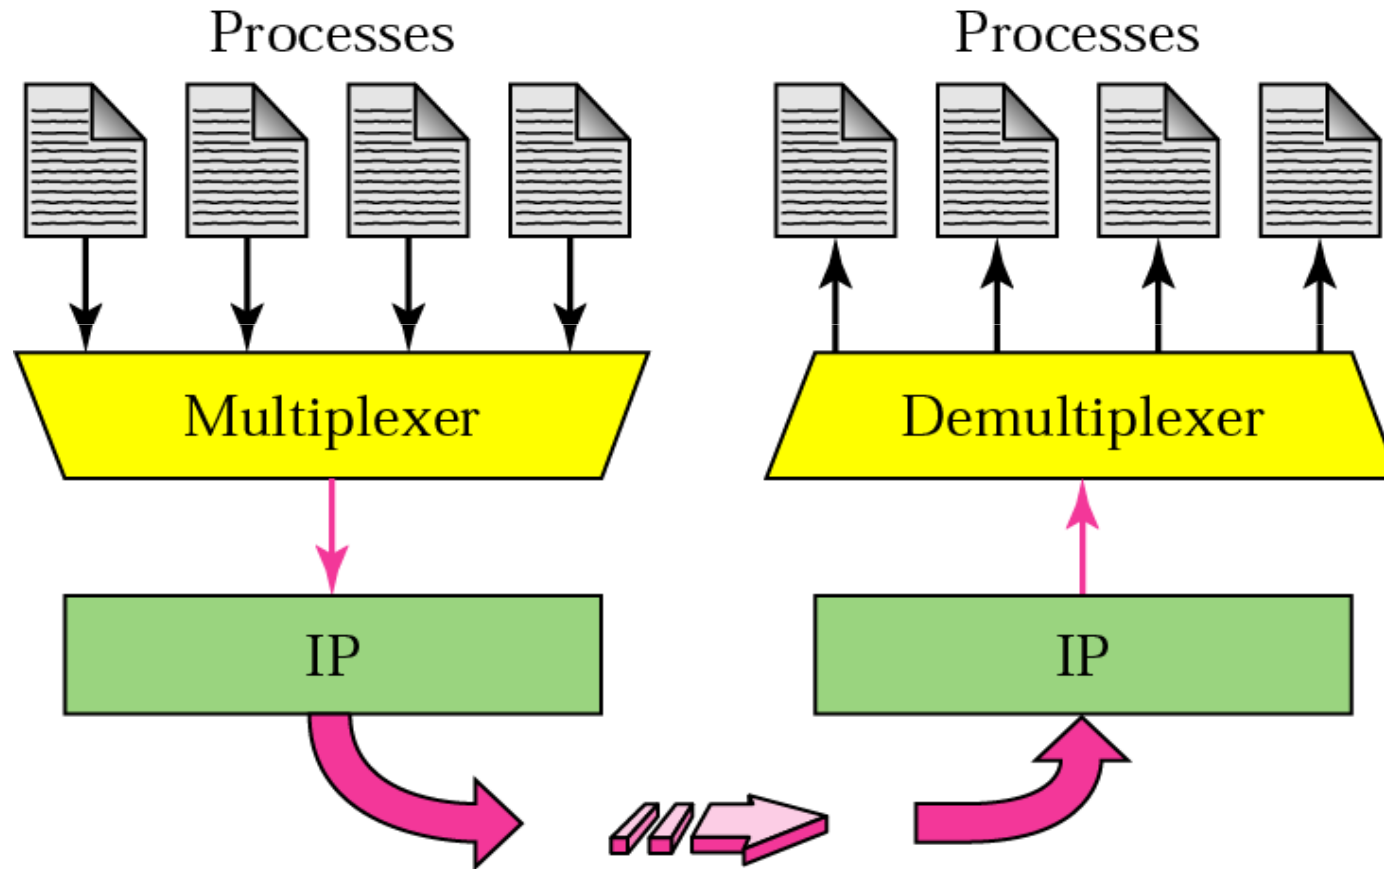 Processes
Processes
Multiplexer
Demultiplexer
IP
IP